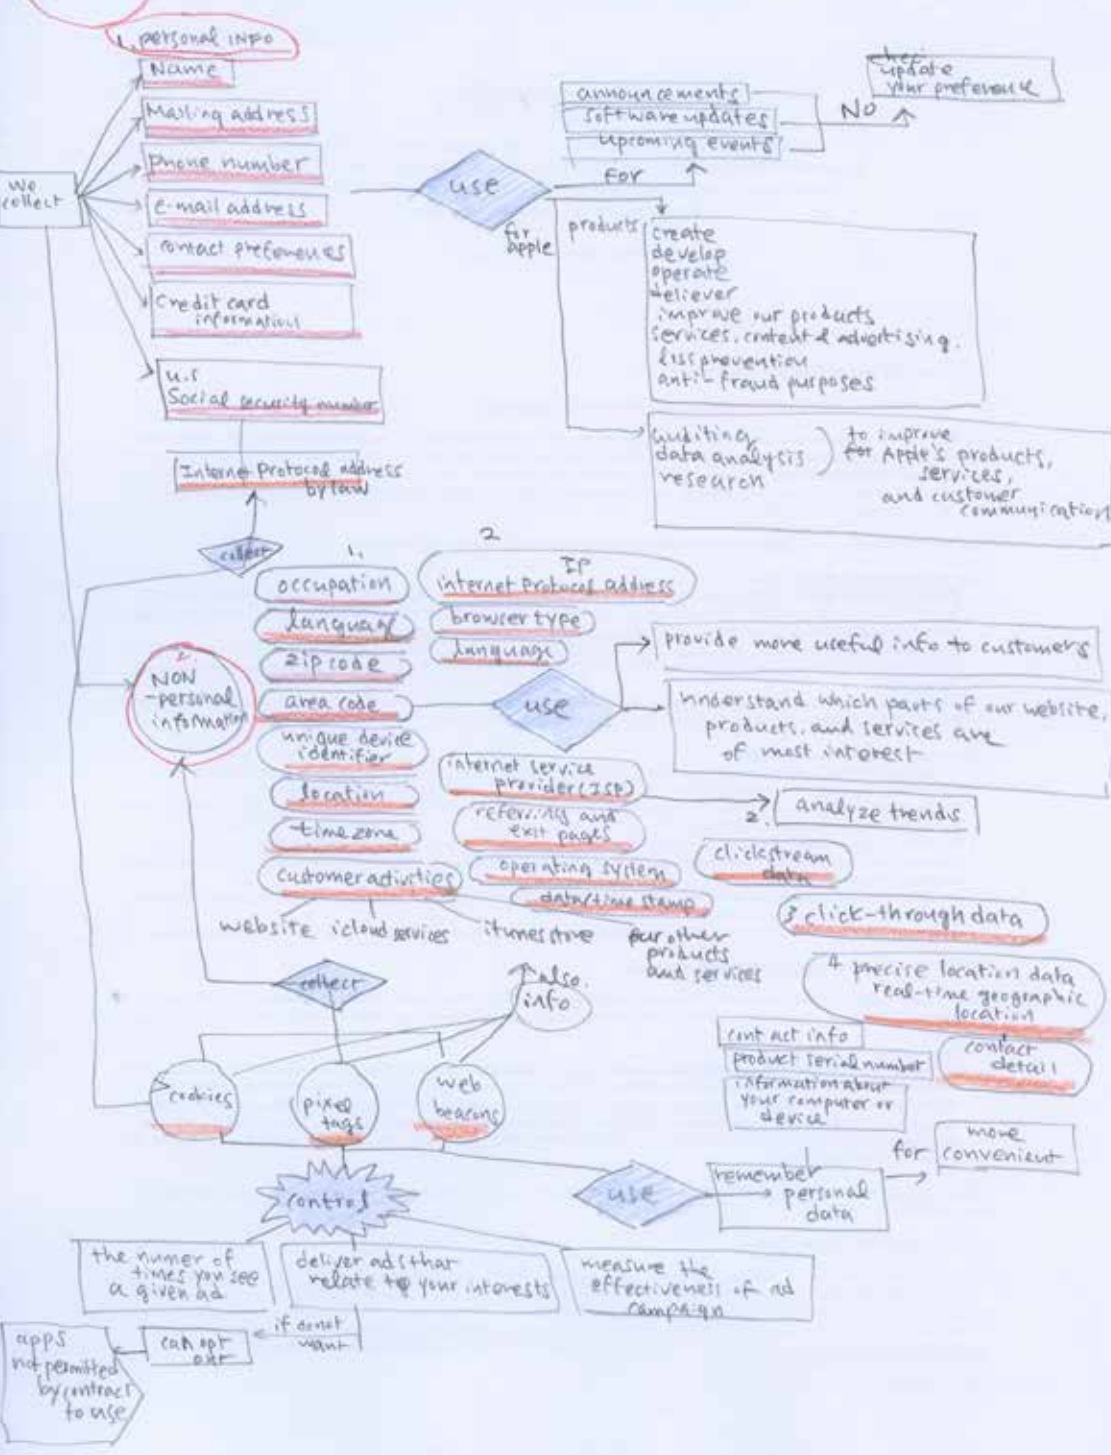 1. personal INFO
Name
Mailing address
phone number
e-mail address
contact preferences
Credit card
information
u.s
Social security number
Internet Protocol address
by law
We
collect
use
FOR
announcements
software updates
upcoming events
NO
update
your preference
for
apple
products
create
develop
operate
deliever
improve our products
services, content & advertising.
loss prevention
anti-fraud purposes
auditing
data analysis
research
to improve
for Apple's products,
services,
and customer
communication
collect
1.
occupation
language
zip code
area code
unique device
identifier
location
time zone
customer activities
website
icloud services
itunes store
our other
products
and services
2
IP
internet protocol address
browser type
language
2.
NON
-personal
information
use
provide more useful info to customers
understand which parts of our website,
products, and services are
of most interest
internet service
provider (ISP)
referring and
exit pages
operating system
data/time stamp
clickstream
data
2.
analyze trends
3 click-through data
4 precise location data
real-time geographic
location
contact
detail
collect
also
info
cookies
pixel
tags
web
beacons
contact info
product serial number
information about
your computer or
device
use
remember
personal
data
for
more
convenient
control
the numer of
times you see
a given ad
deliver ads that
relate to your interests
measure the
effectiveness of ad
campaign
if donot
want
can opt
out
apps
not permitted
by contract
to use